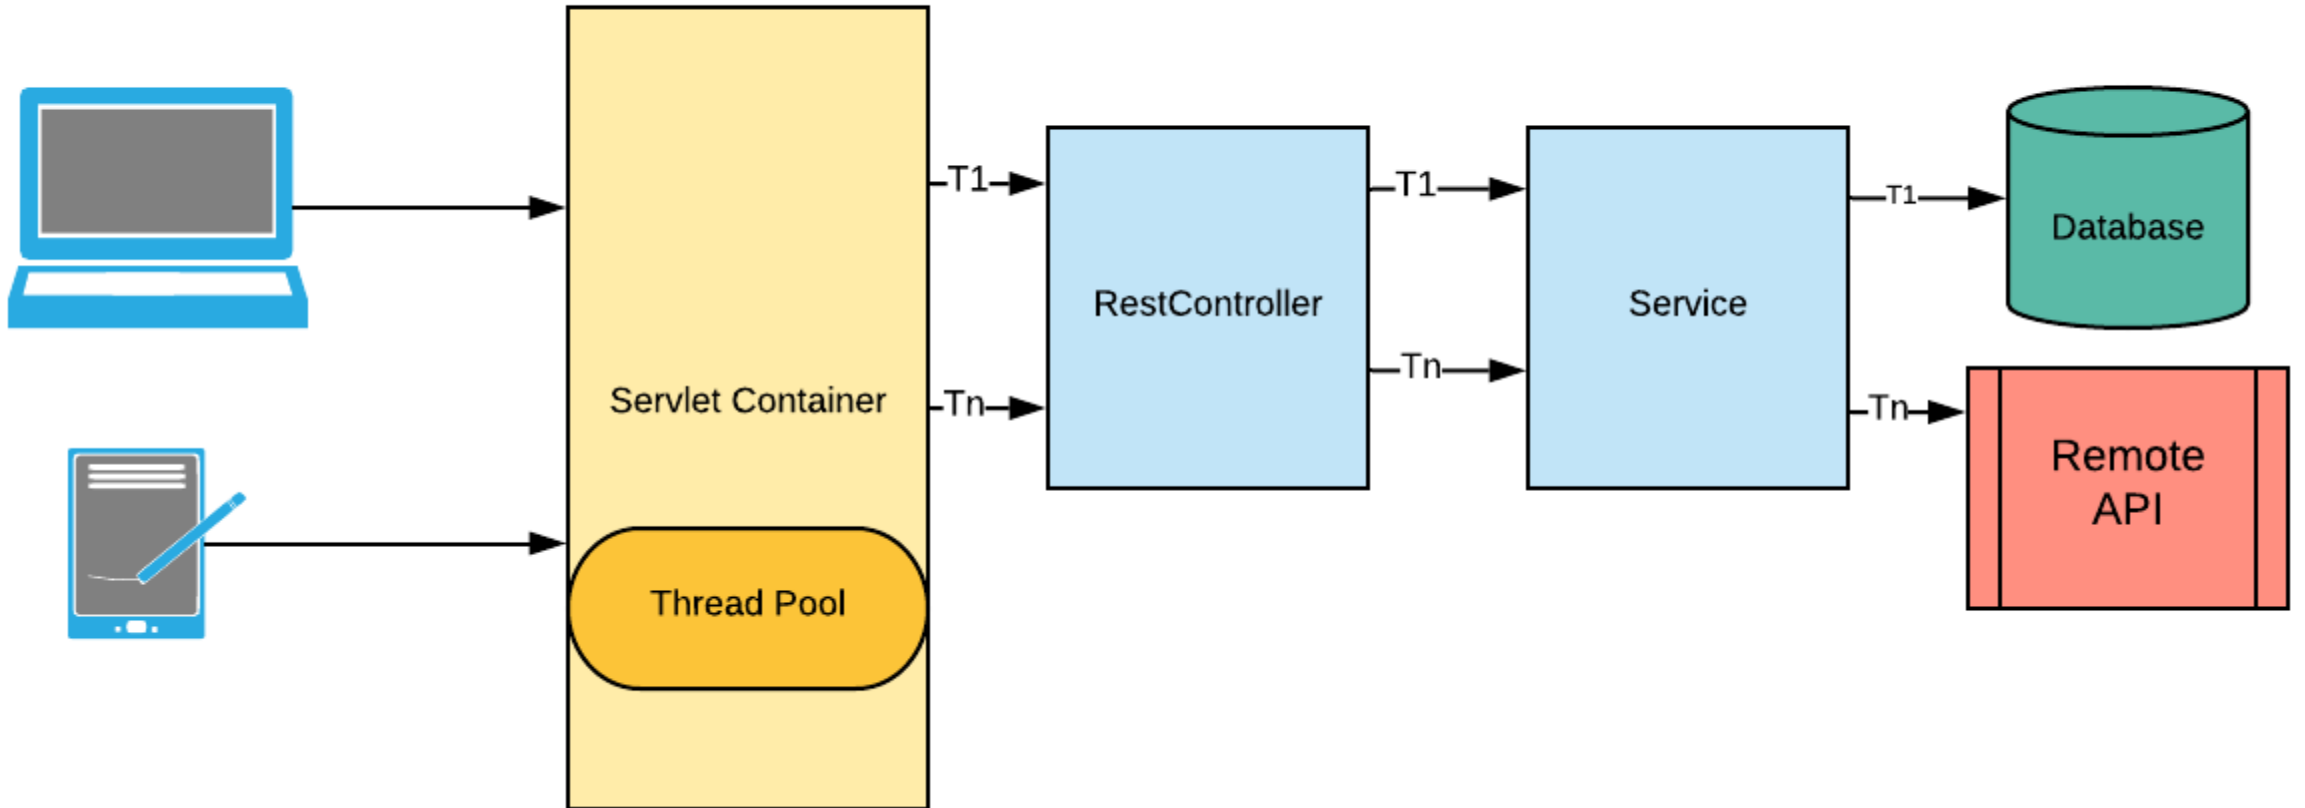 T1
T1
T1
Database
RestController
Service
Servlet Container
Tn
Tn
Tn
Remote
API
Thread Pool